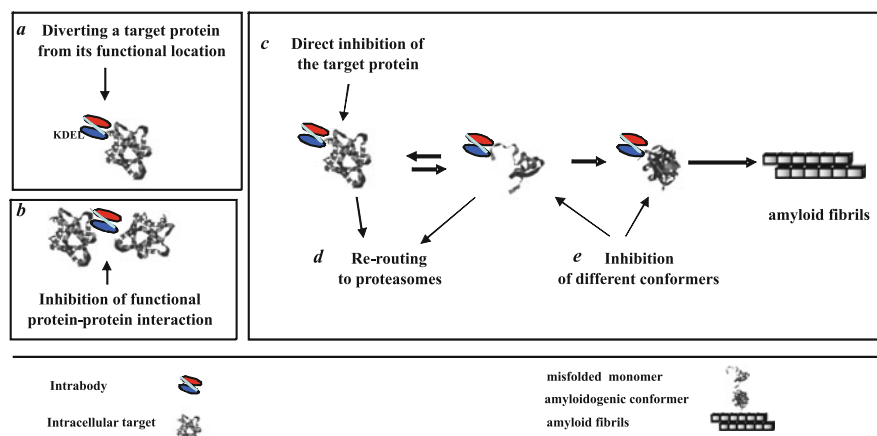 a
Diverting a target protein
from its functional location
KDEL
b
Inhibition of functional
protein-protein interaction
c
Direct inhibition of
the target protein
amyloid fibrils
d
Re-routing
to proteasomes
e
Inhibition
of different conformers
Intrabody
Intracellular target
misfolded monomer
amyloidogenic conformer
amyloid fibrils